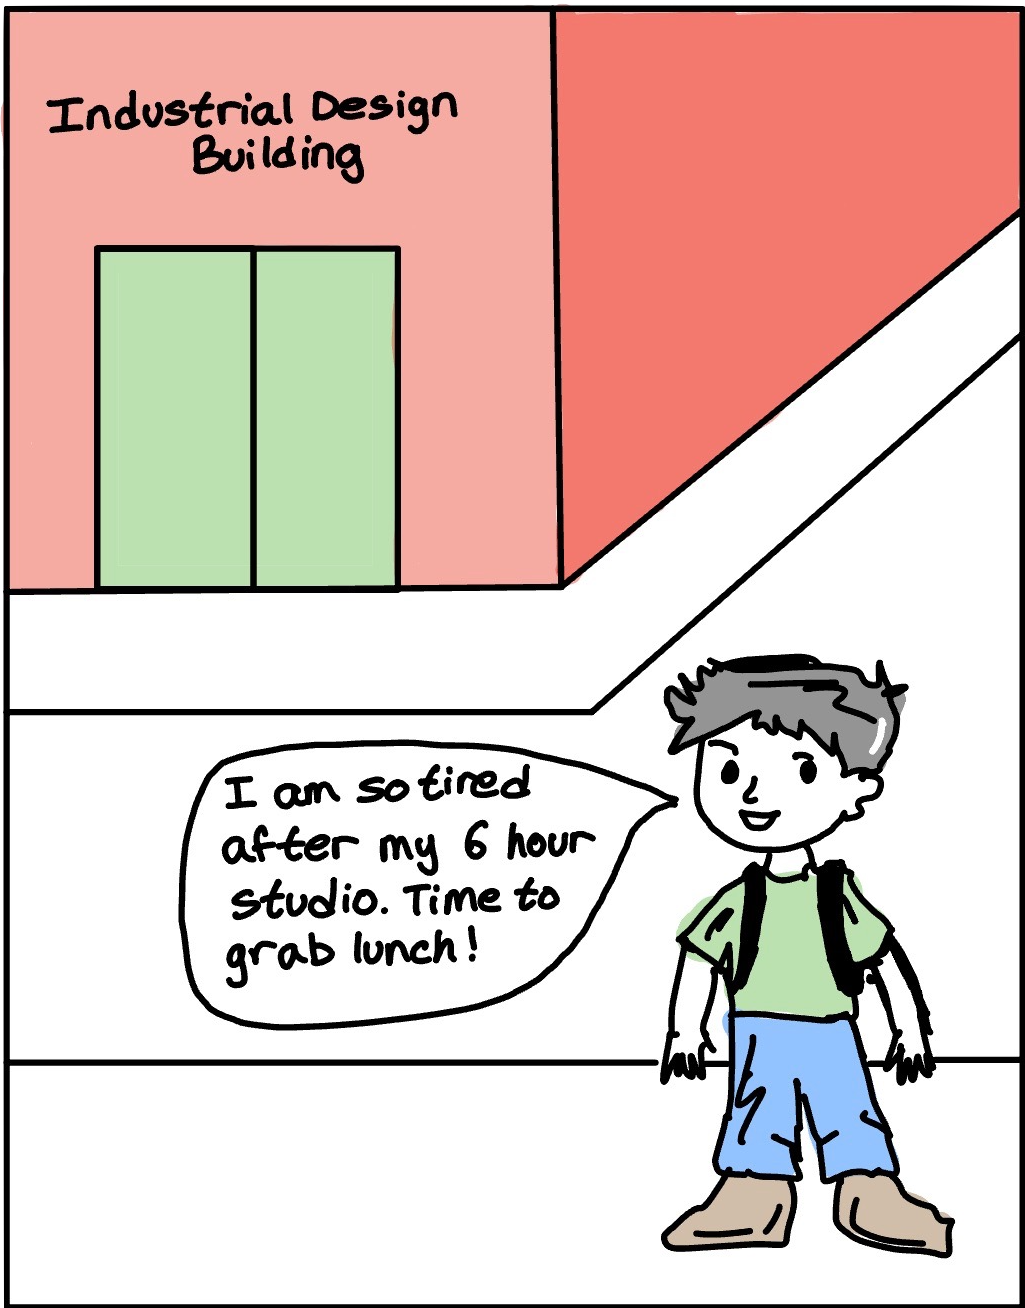 Industrial Design
Building
I am so tired
after my 6 hour
studio. Time to
grab lunch!